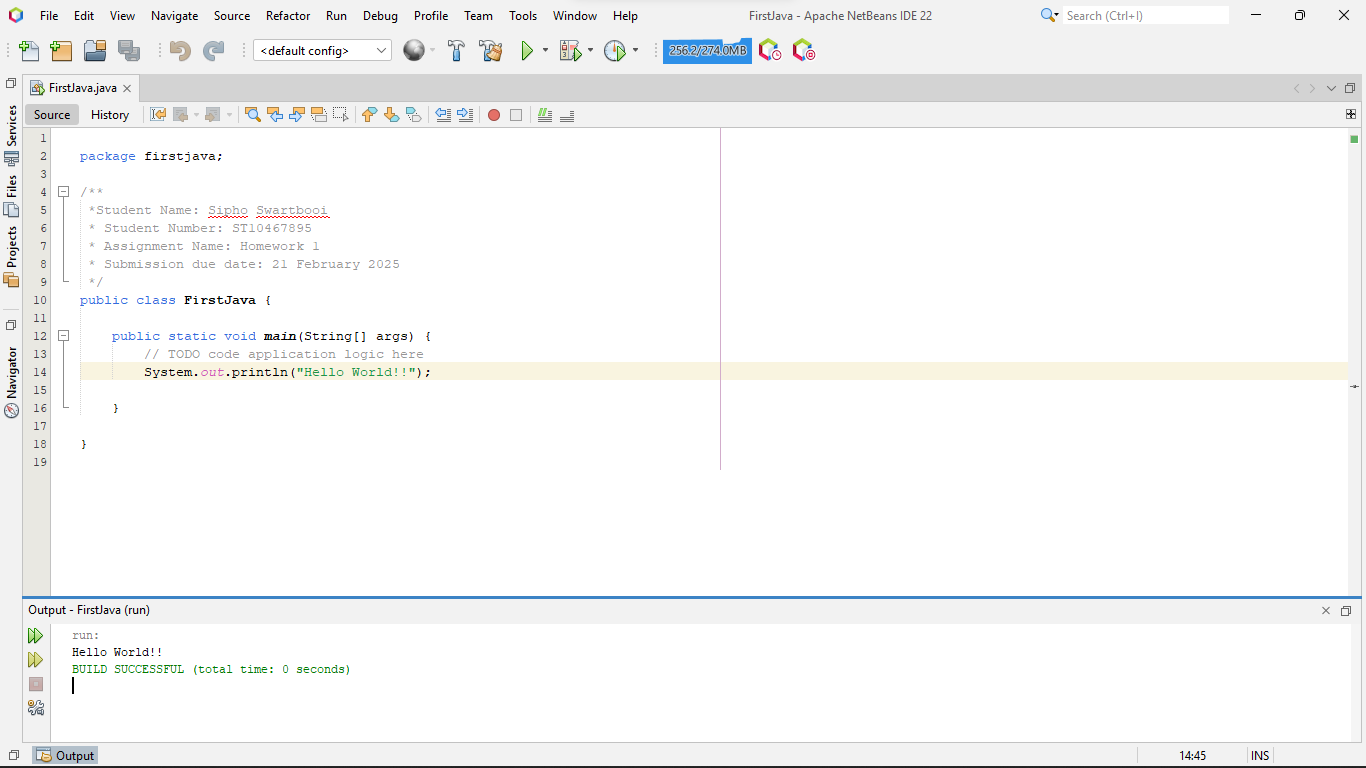 File Edit View Navigate Source Refactor Run Debug Profile Team Tools Window Help FirstJava - Apache NetBeans IDE 22 Search (Ctrl+I)
<default config> 256.2/274.0MB
FirstJava.java
Source History
Services
Files
Projects
Navigator
1
2 package firstjava;
3
4 /**
5 *Student Name: Sipho Swartbooi
6 * Student Number: ST10467895
7 * Assignment Name: Homework 1
8 * Submission due date: 21 February 2025
9 */
10 public class FirstJava {
11
12 public static void main(String[] args) {
13 // TODO code application logic here
14 System.out.println("Hello World!!");
15
16 }
17
18 }
19
Output - FirstJava (run)
run:
Hello World!!
BUILD SUCCESSFUL (total time: 0 seconds)
Output 14:45 INS